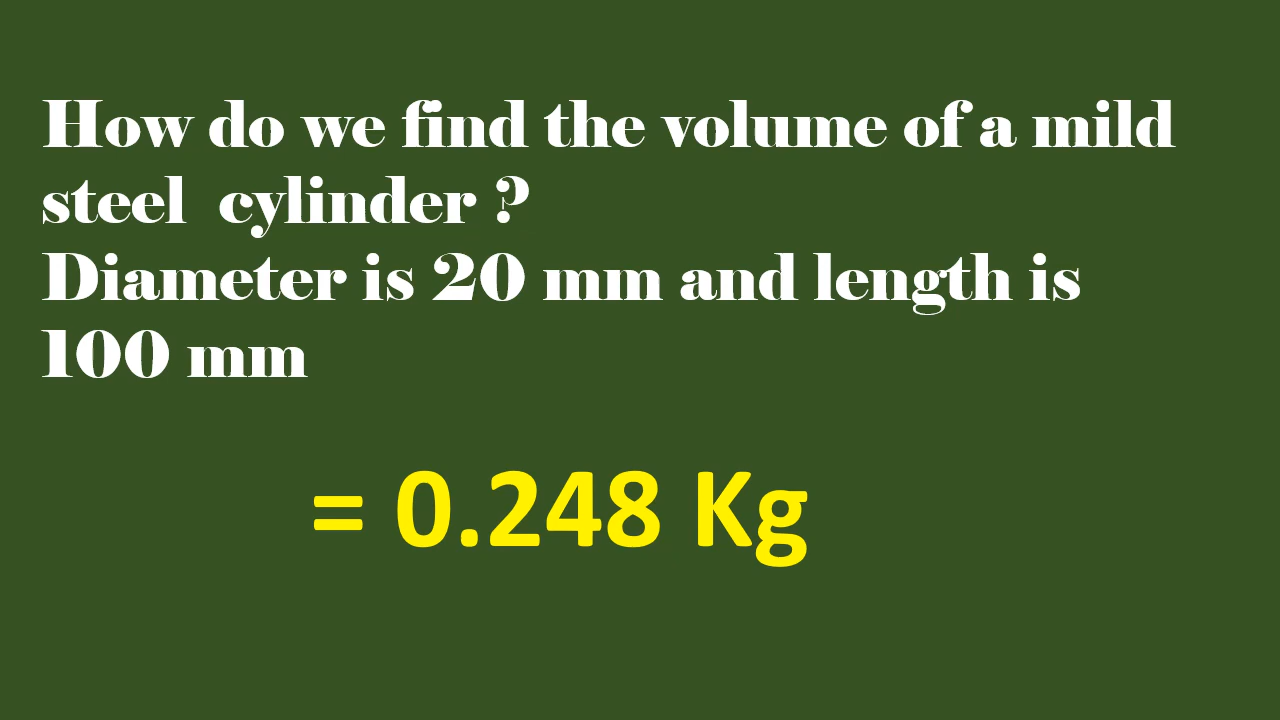 How do we find the volume of a mild
steel  cylinder ?
Diameter is 20 mm and length is
100 mm
= 0.248 Kg